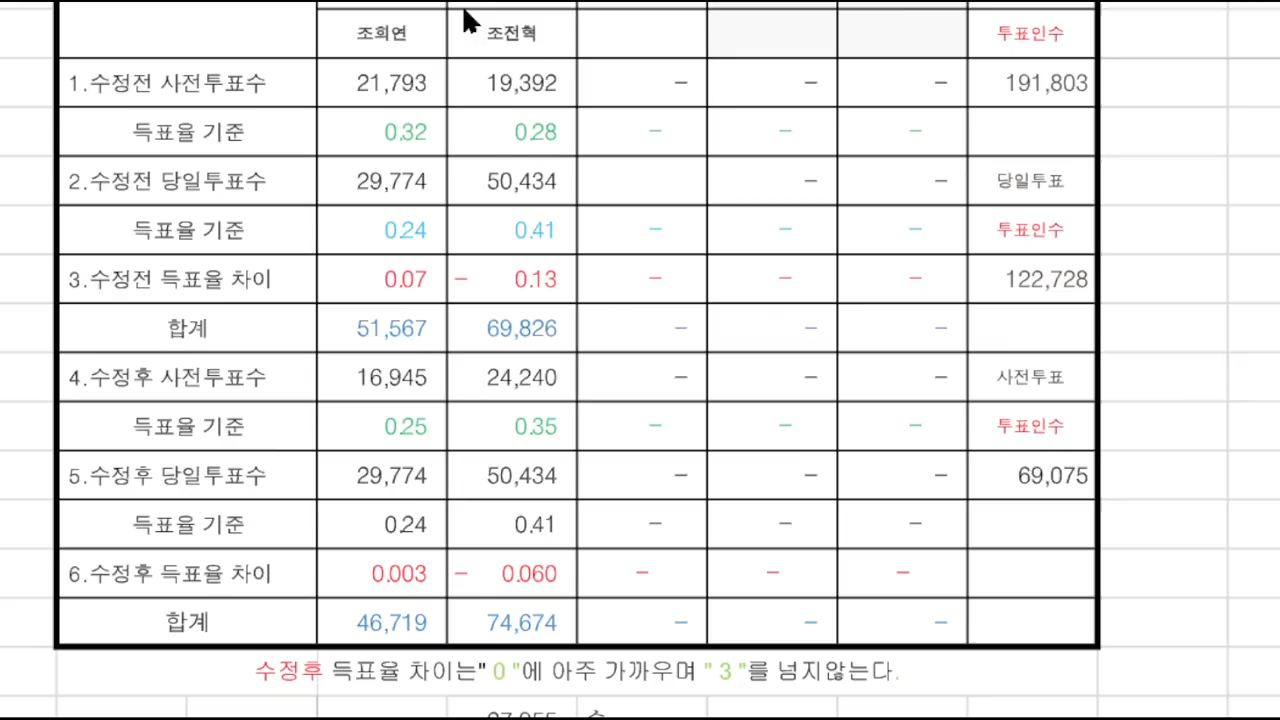 조희연 조전혁 투표인수
1.수정전 사전투표수 21,793 19,392 – – – 191,803
득표율 기준 0.32 0.28 – – –
2.수정전 당일투표수 29,774 50,434 – – 당일투표
득표율 기준 0.24 0.41 – – – 투표인수
3.수정전 득표율 차이 0.07 – 0.13 – – – 122,728
합계 51,567 69,826 – – –
4.수정후 사전투표수 16,945 24,240 – – – 사전투표
득표율 기준 0.25 0.35 – – – 투표인수
5.수정후 당일투표수 29,774 50,434 – – – 69,075
득표율 기준 0.24 0.41 – – –
6.수정후 득표율 차이 0.003 – 0.060 – – –
합계 46,719 74,674 – – –
수정후 득표율 차이는" 0 "에 아주 가까우며 " 3 "를 넘지않는다.